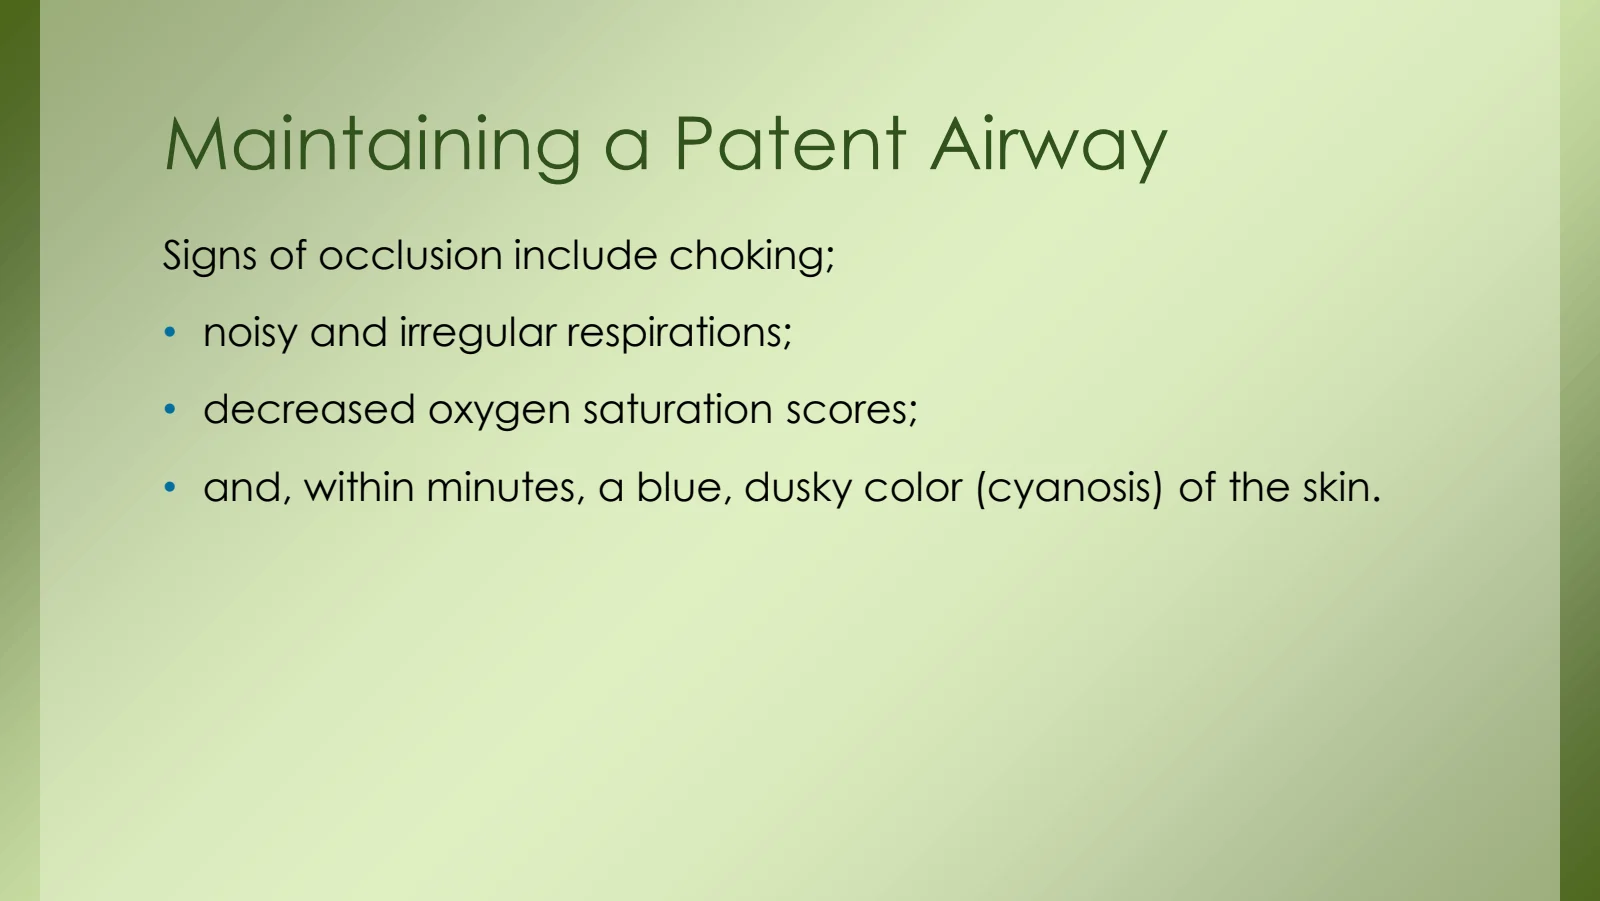 Maintaining a Patent Airway
Signs of occlusion include choking;
• noisy and irregular respirations;
• decreased oxygen saturation scores;
• and, within minutes, a blue, dusky color (cyanosis) of the skin.